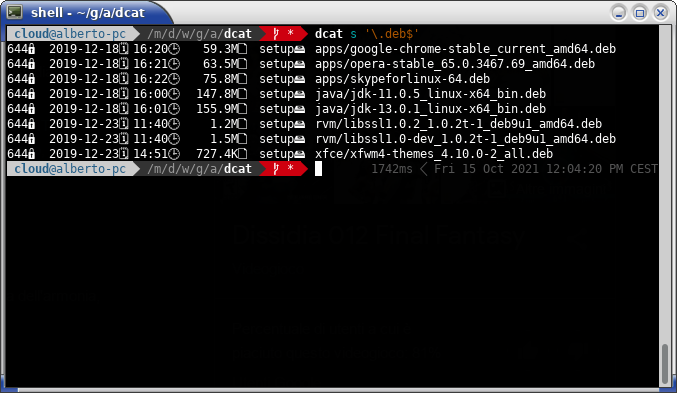 shell - ~/g/a/dcat
cloud@alberto-pc /m/d/w/g/a/dcat * dcat s '\.deb$'
644 2019-12-18 16:20 59.3M setup apps/google-chrome-stable_current_amd64.deb
644 2019-12-18 16:21 63.5M setup apps/opera-stable_65.0.3467.69_amd64.deb
644 2019-12-18 16:22 75.8M setup apps/skypeforlinux-64.deb
644 2019-12-18 16:00 147.8M setup java/jdk-11.0.5_linux-x64_bin.deb
644 2019-12-18 16:01 155.9M setup java/jdk-13.0.1_linux-x64_bin.deb
644 2019-12-23 11:40 1.2M setup rvm/libssl1.0.2_1.0.2t-1_deb9u1_amd64.deb
644 2019-12-23 11:40 1.5M setup rvm/libssl1.0-dev_1.0.2t-1_deb9u1_amd64.deb
644 2019-12-23 14:51 727.4K setup xfce/xfwm4-themes_4.10.0-2_all.deb
cloud@alberto-pc /m/d/w/g/a/dcat * 1742ms < Fri 15 Oct 2021 12:04:20 PM CEST